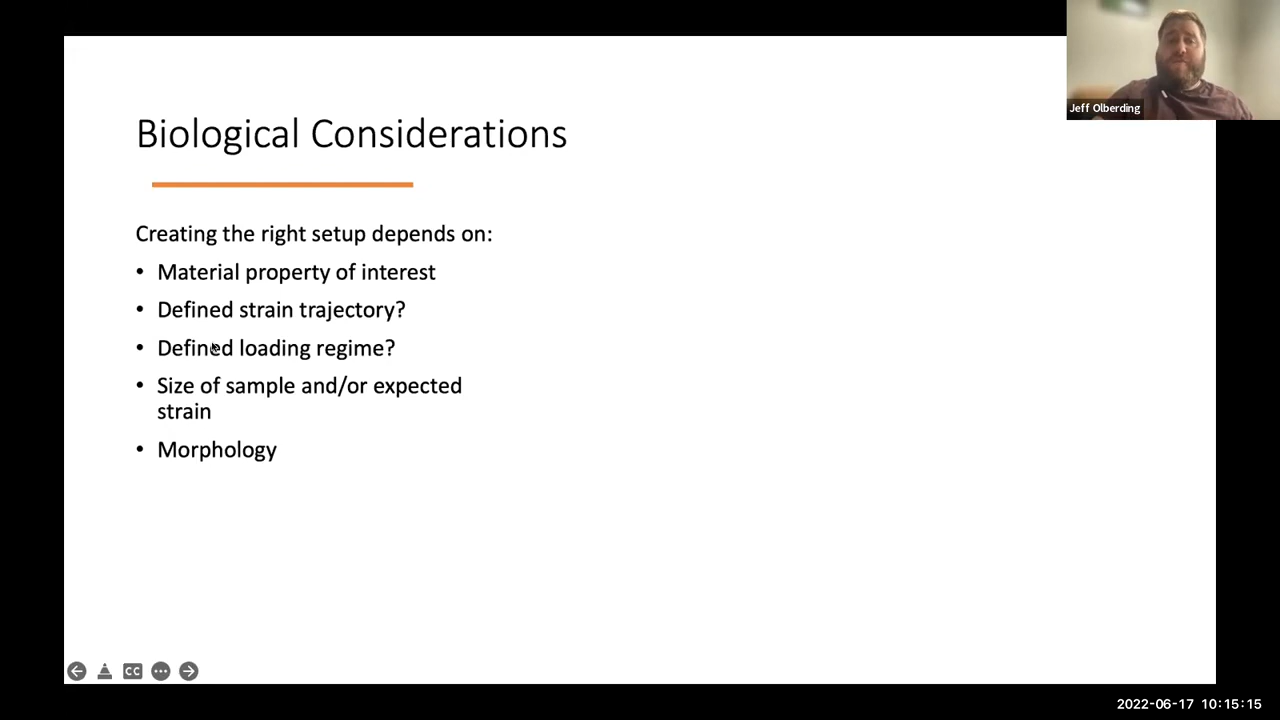 Jeff Olberding
Biological Considerations
Creating the right setup depends on:
• Material property of interest
• Defined strain trajectory?
• Defined loading regime?
• Size of sample and/or expected
strain
• Morphology
CC
2022-06-17 10:15:15